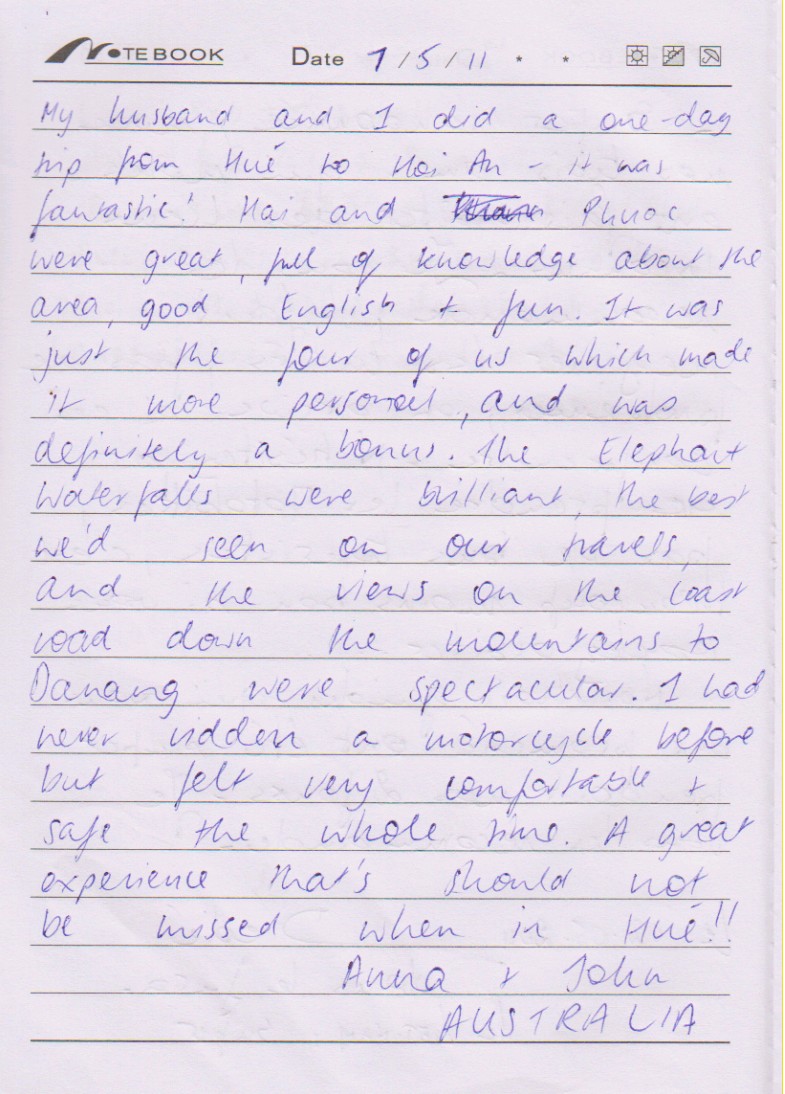 NOTEBOOK Date 7/5/11 * *
My husband and I did a one-day
trip from Hué to Hoi An - it was
fantastic! Hai and Phuoc
were great, full of knowledge about the
area, good English + fun. It was
just the four of us which made
it more personal, and was
definitely a bonus. The Elephant
Waterfalls were brilliant, the best
we'd seen on our travels,
and the views on the coast
road down the mountains to
Danang were spectacular. I had
never ridden a motorcycle before
but felt very comfortable +
safe the whole time. A great
experience that's should not
be missed when in Hué!!
Anna + John
AUSTRALIA